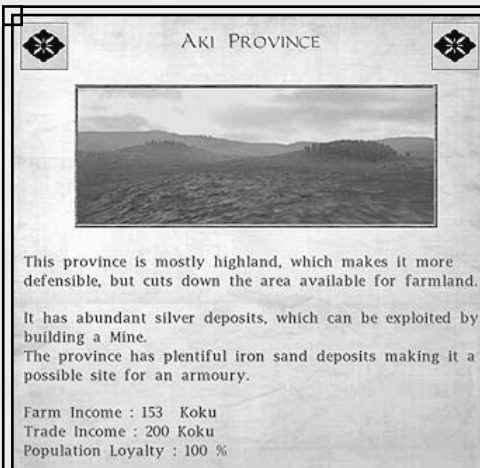 Aki Province
This province is mostly highland, which makes it more
defensible, but cuts down the area available for farmland.
It has abundant silver deposits, which can be exploited by
building a Mine.
The province has plentiful iron sand deposits making it a
possible site for an armoury.
Farm Income : 153 Koku
Trade Income : 200 Koku
Population Loyalty : 100 %